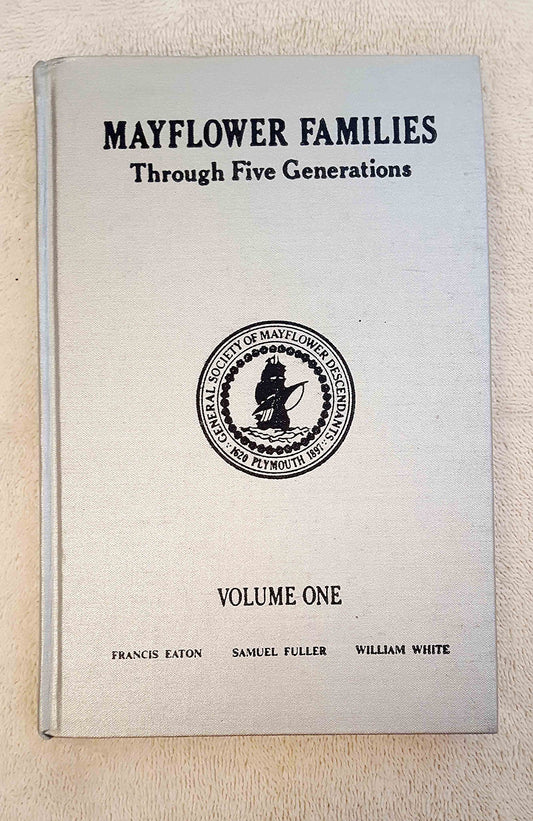 MAYFLOWER FAMILIES
Through Five Generations
GENERAL SOCIETY OF MAYFLOWER DESCENDANTS
1620 PLYMOUTH 1897
VOLUME ONE
FRANCIS EATON SAMUEL FULLER WILLIAM WHITE